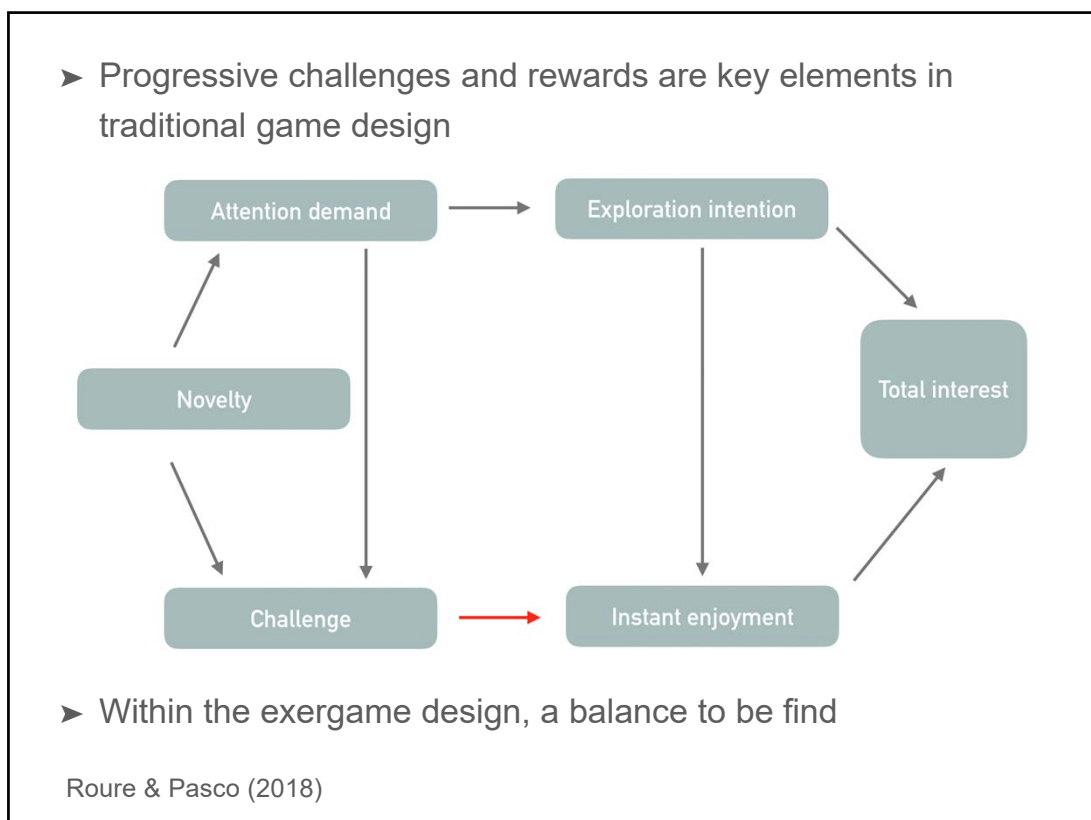 ➤ Progressive challenges and rewards are key elements in
traditional game design
Attention demand
Exploration intention
Novelty
Total interest
Challenge
Instant enjoyment
➤ Within the exergame design, a balance to be find
Roure & Pasco (2018)